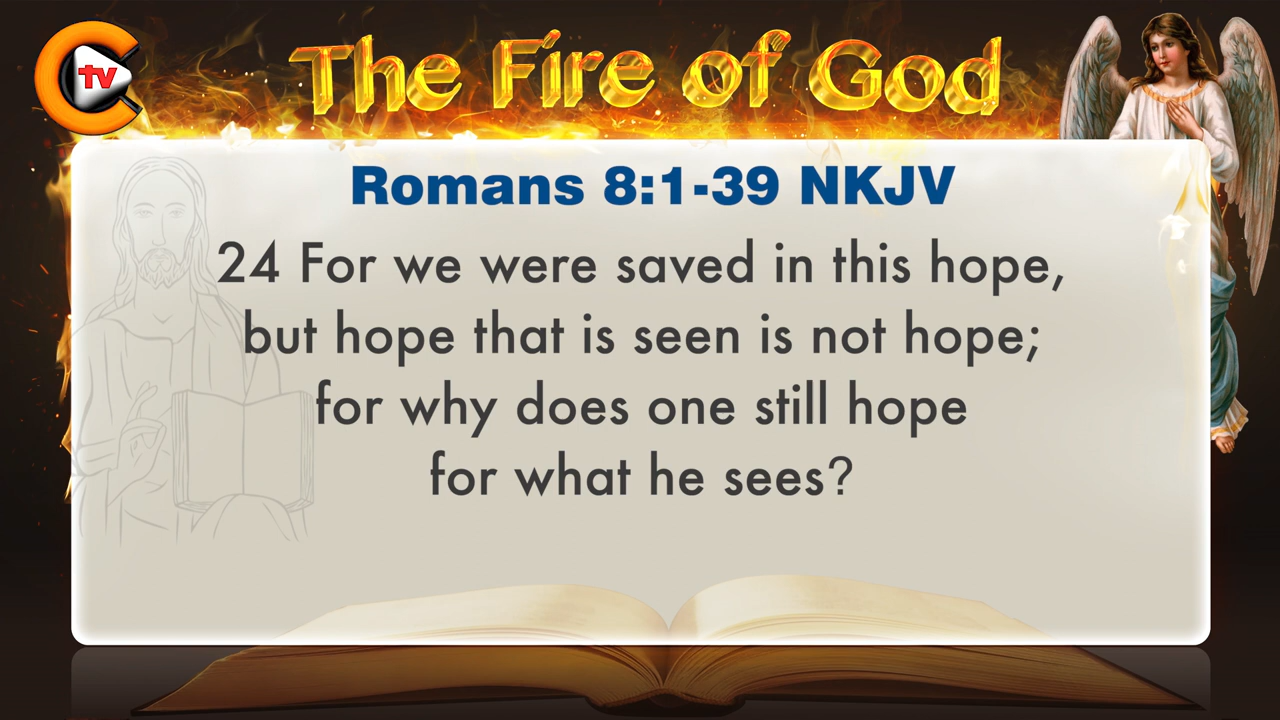 tv
The Fire of God
Romans 8:1-39 NKJV
24 For we were saved in this hope,
but hope that is seen is not hope;
for why does one still hope
for what he sees?